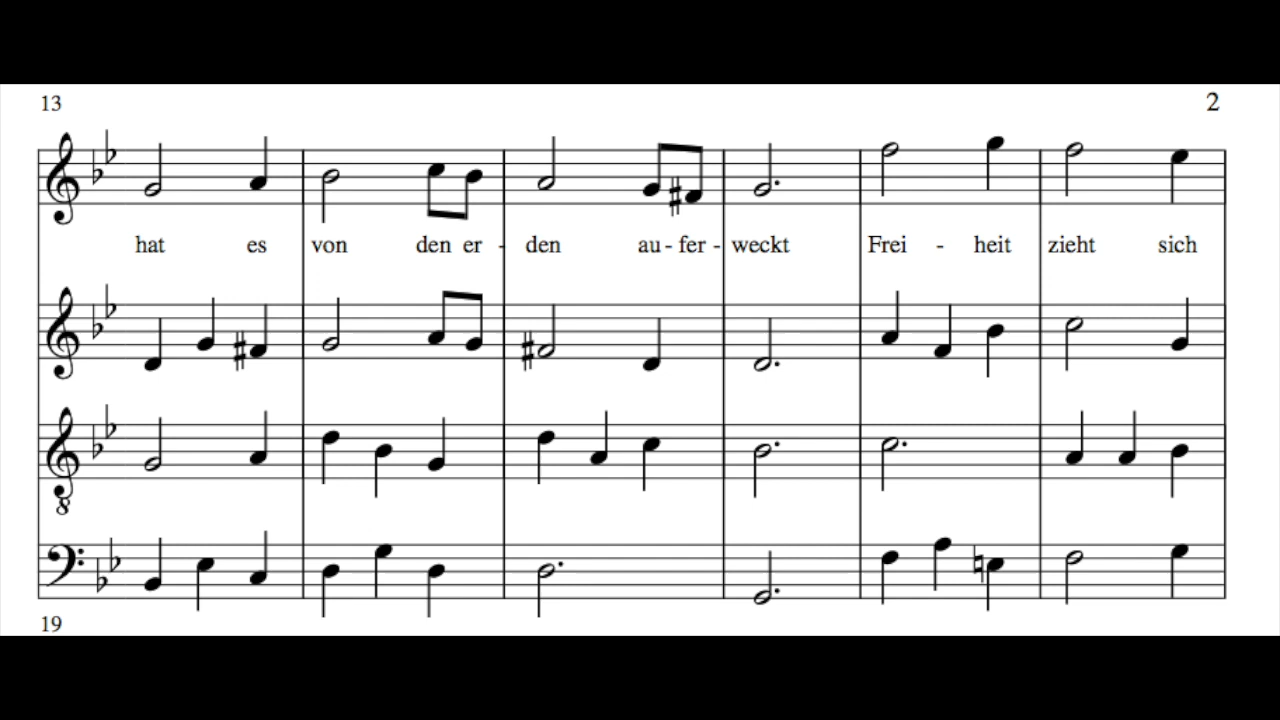 13
2
hat es von den er - den au - fer - weckt Frei - heit zieht sich
8
19